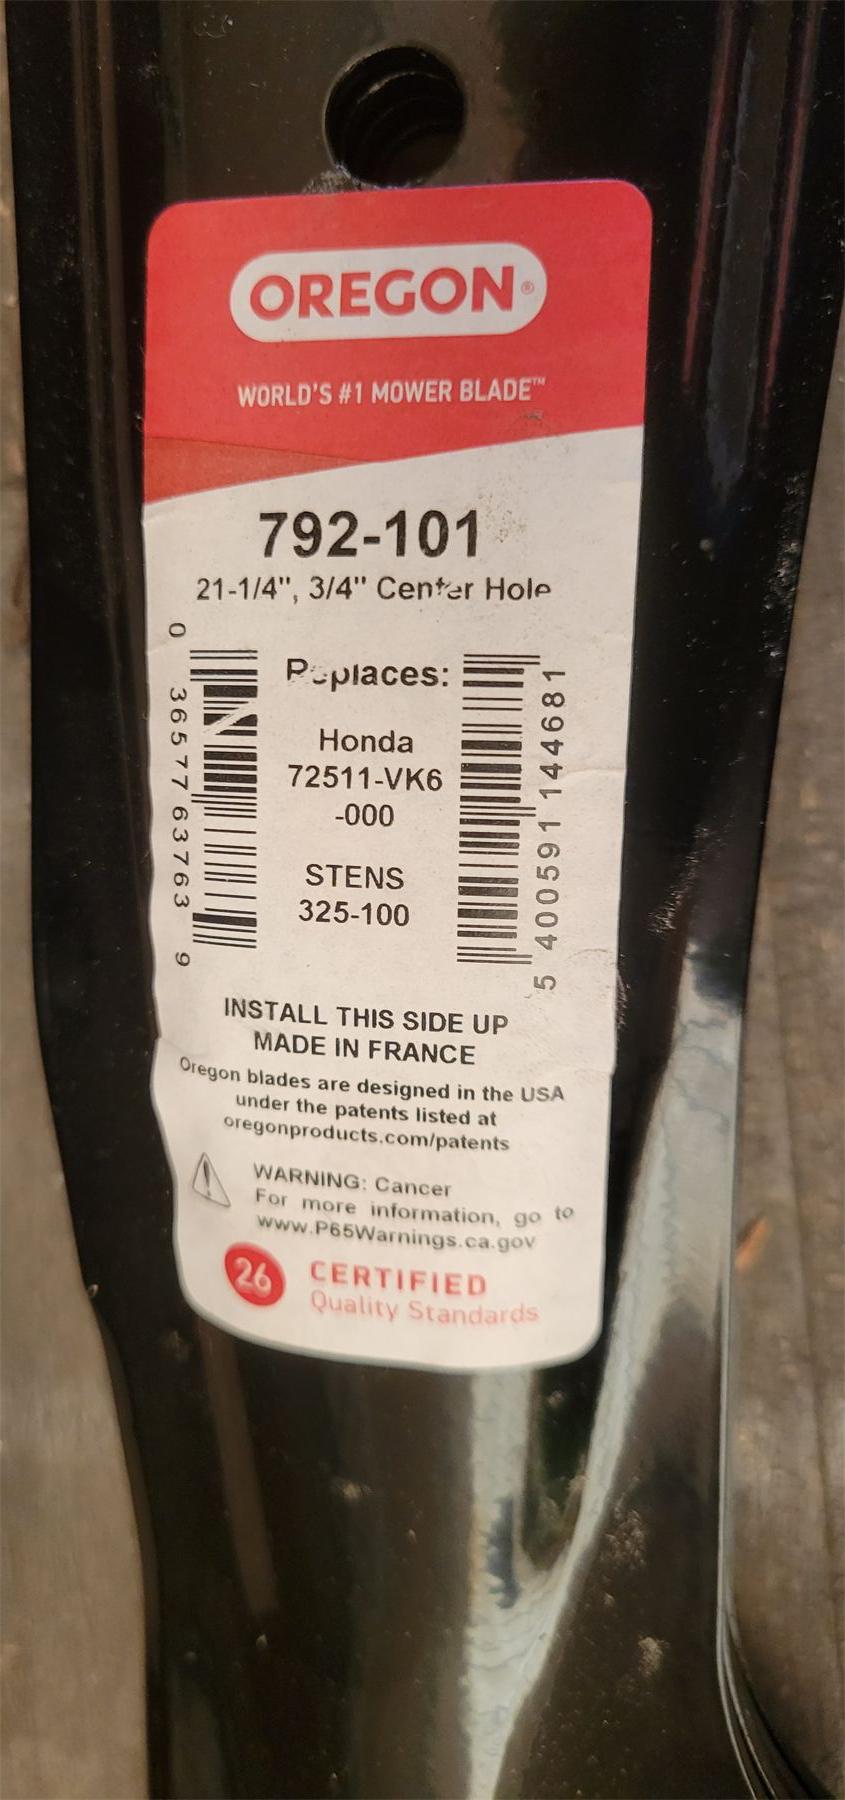 OREGON®
WORLD'S #1 MOWER BLADE™
792-101
21-1/4", 3/4" Center Hole
Replaces:
Honda
72511-VK6
-000
STENS
325-100
0 36577 63763 9
5 400591 144681
INSTALL THIS SIDE UP
MADE IN FRANCE
Oregon blades are designed in the USA
under the patents listed at
oregonproducts.com/patents
WARNING: Cancer
For more information, go to
www.P65Warnings.ca.gov
26 CERTIFIED
Quality Standards